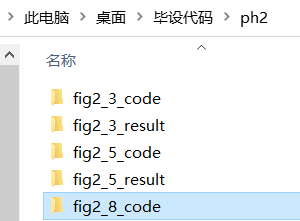 此电脑 › 桌面 › 毕设代码 › ph2
名称
fig2_3_code
fig2_3_result
fig2_5_code
fig2_5_result
fig2_8_code